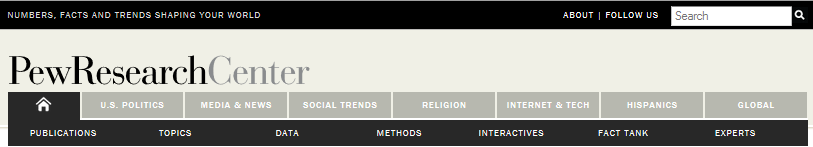 NUMBERS, FACTS AND TRENDS SHAPING YOUR WORLD ABOUT | FOLLOW US Search
PewResearchCenter
U.S. POLITICS MEDIA & NEWS SOCIAL TRENDS RELIGION INTERNET & TECH HISPANICS GLOBAL
PUBLICATIONS TOPICS DATA METHODS INTERACTIVES FACT TANK EXPERTS